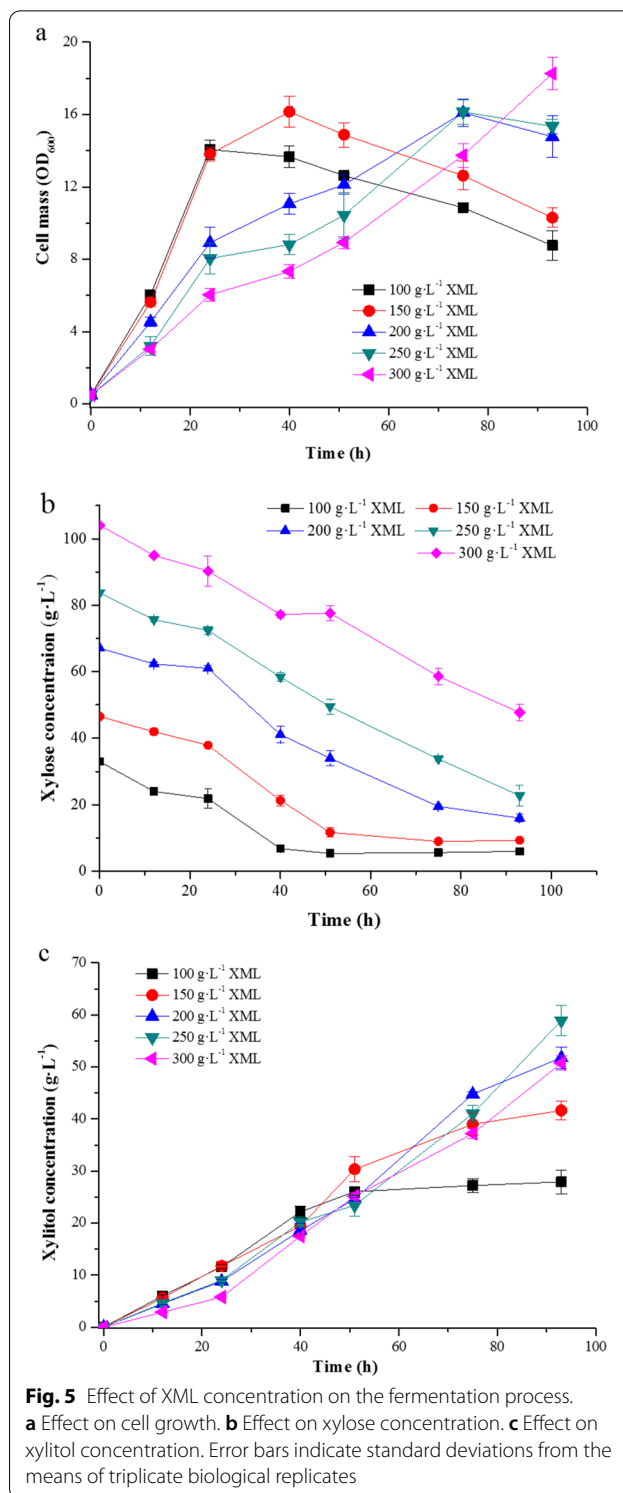 a
20
16
12
8
4
0
Cell mass (OD₆₀₀)
100 g·L⁻¹ XML
150 g·L⁻¹ XML
200 g·L⁻¹ XML
250 g·L⁻¹ XML
300 g·L⁻¹ XML
0 20 40 60 80 100
Time (h)
b
100 g·L⁻¹ XML 150 g·L⁻¹ XML
200 g·L⁻¹ XML 250 g·L⁻¹ XML
300 g·L⁻¹ XML
100
80
60
40
20
0
Xylose concentraion (g·L⁻¹)
0 20 40 60 80 100
Time (h)
c
70
60
50
40
30
20
10
0
Xylitol concentration (g·L⁻¹)
100 g·L⁻¹ XML
150 g·L⁻¹ XML
200 g·L⁻¹ XML
250 g·L⁻¹ XML
300 g·L⁻¹ XML
0 20 40 60 80 100
Time (h)
Fig. 5 Effect of XML concentration on the fermentation process.
a Effect on cell growth. b Effect on xylose concentration. c Effect on
xylitol concentration. Error bars indicate standard deviations from the
means of triplicate biological replicates